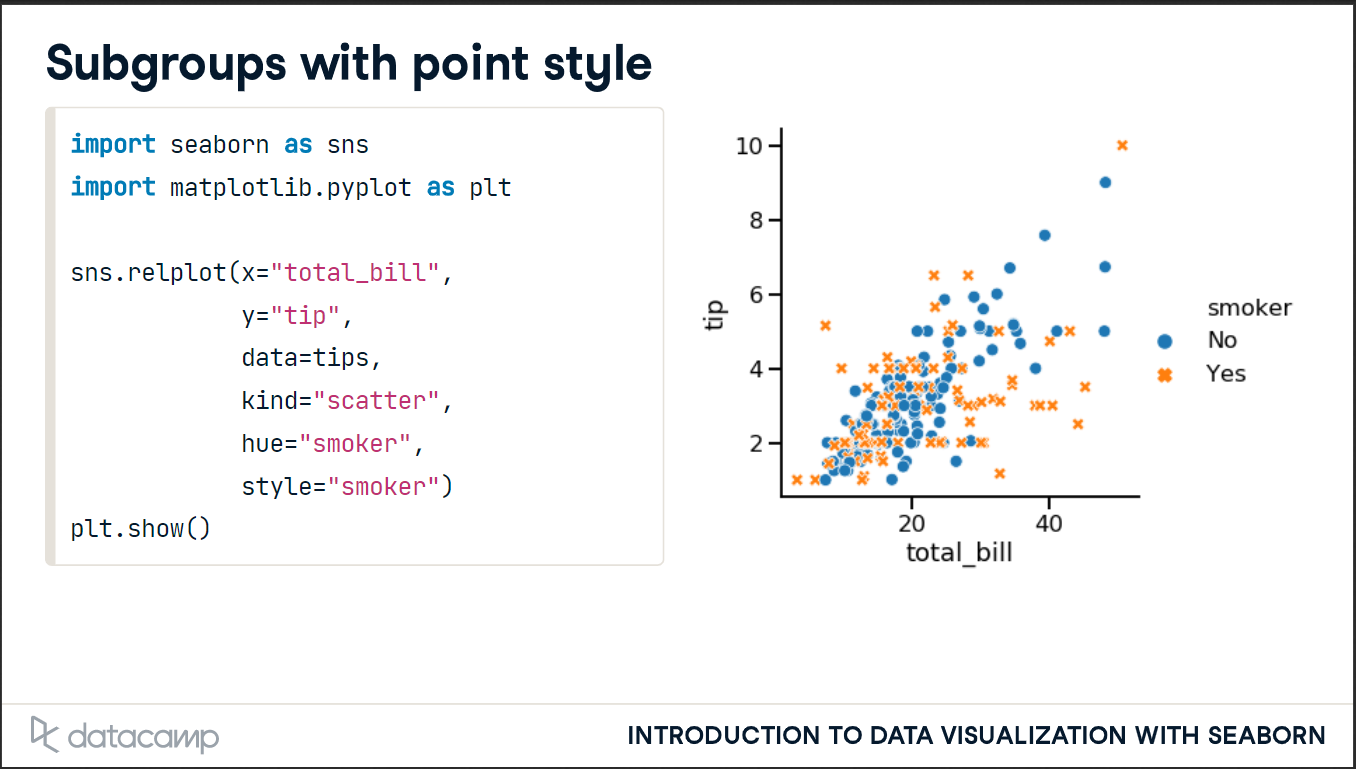 Subgroups with point style
import seaborn as sns
import matplotlib.pyplot as plt
sns.relplot(x="total_bill",
y="tip",
data=tips,
kind="scatter",
hue="smoker",
style="smoker")
plt.show()
10
8
6
4
2
tip
20 40
total_bill
smoker
No
Yes
datacamp
INTRODUCTION TO DATA VISUALIZATION WITH SEABORN